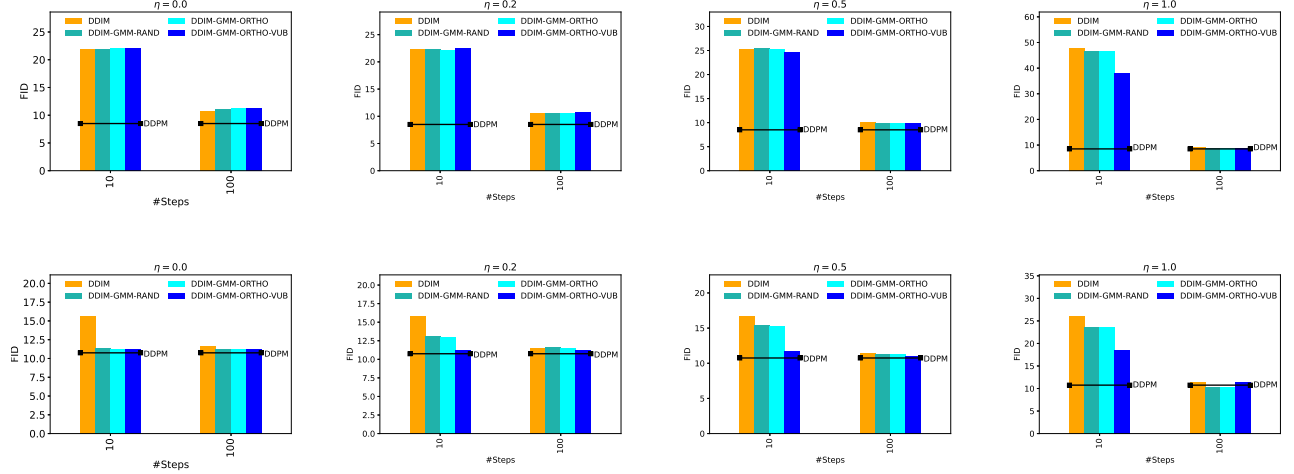 η = 0.0
DDIM DDIM-GMM-ORTHO
DDIM-GMM-RAND DDIM-GMM-ORTHO-VUB
25
20
15
10
5
0
FID
DDPM DDPM
10 100
#Steps
η = 0.2
DDIM DDIM-GMM-ORTHO
DDIM-GMM-RAND DDIM-GMM-ORTHO-VUB
25
20
15
10
5
0
FID
DDPM DDPM
10 100
#Steps
η = 0.5
DDIM DDIM-GMM-ORTHO
DDIM-GMM-RAND DDIM-GMM-ORTHO-VUB
30
25
20
15
10
5
0
FID
DDPM DDPM
10 100
#Steps
η = 1.0
DDIM DDIM-GMM-ORTHO
DDIM-GMM-RAND DDIM-GMM-ORTHO-VUB
60
50
40
30
20
10
0
FID
DDPM DDPM
10 100
#Steps
η = 0.0
DDIM DDIM-GMM-ORTHO
DDIM-GMM-RAND DDIM-GMM-ORTHO-VUB
20.0
17.5
15.0
12.5
10.0
7.5
5.0
2.5
0.0
FID
DDPM DDPM
10 100
#Steps
η = 0.2
DDIM DDIM-GMM-ORTHO
DDIM-GMM-RAND DDIM-GMM-ORTHO-VUB
20.0
17.5
15.0
12.5
10.0
7.5
5.0
2.5
0.0
FID
DDPM DDPM
10 100
#Steps
η = 0.5
DDIM DDIM-GMM-ORTHO
DDIM-GMM-RAND DDIM-GMM-ORTHO-VUB
20
15
10
5
0
FID
DDPM DDPM
10 100
#Steps
η = 1.0
DDIM DDIM-GMM-ORTHO
DDIM-GMM-RAND DDIM-GMM-ORTHO-VUB
35
30
25
20
15
10
5
0
FID
DDPM DDPM
10 100
#Steps